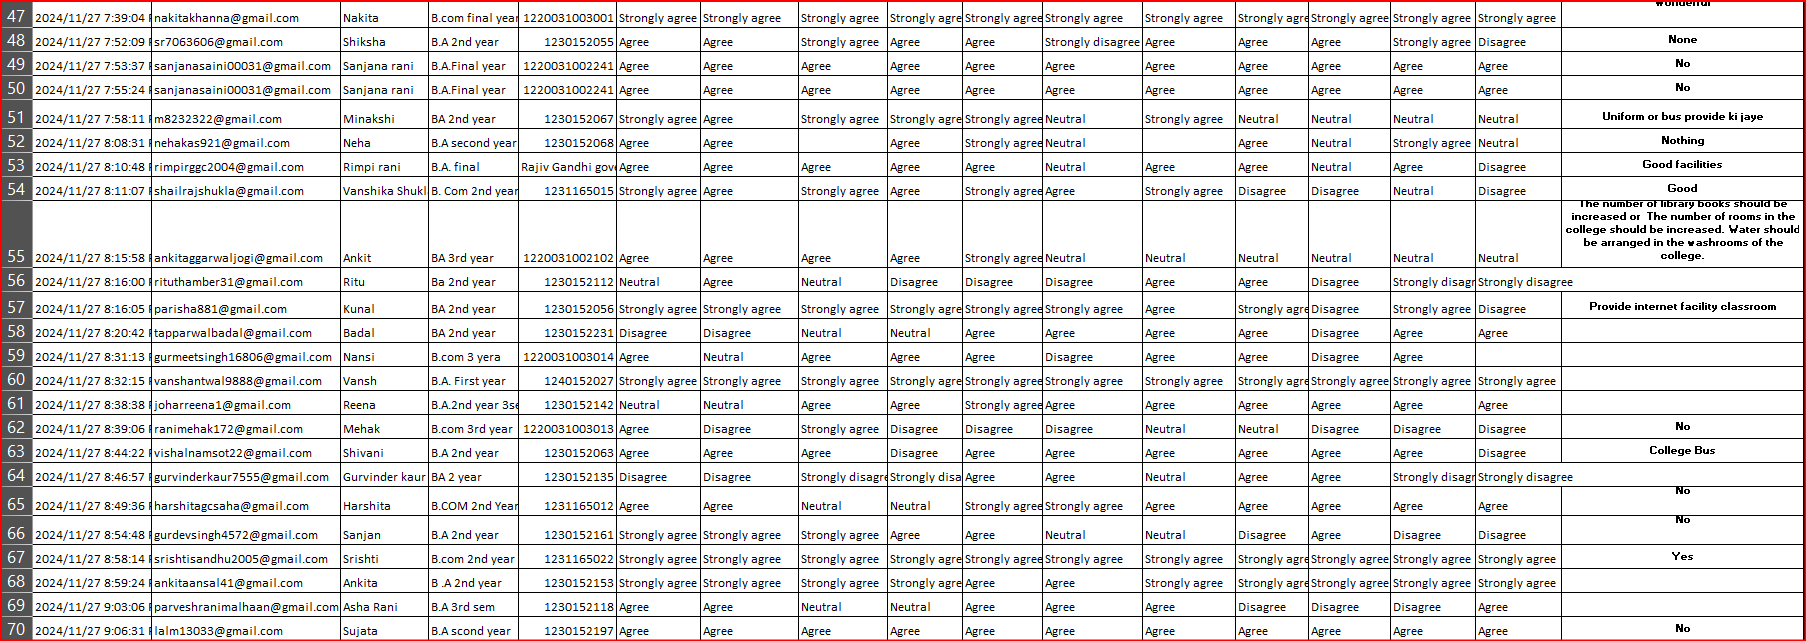 47 2024/11/27 7:39:04 nakitakhanna@gmail.com Nakita B.com final year 1220031003001 Strongly agree Strongly agree Strongly agree Strongly agre Strongly agree Strongly agree Strongly agree Strongly agre Strongly agree Strongly agree Strongly agree wonderful
48 2024/11/27 7:52:09 sr7063606@gmail.com Shiksha B.A 2nd year 1230152055 Agree Agree Strongly agree Agree Agree Strongly disagree Agree Agree Agree Strongly agree Disagree None
49 2024/11/27 7:53:37 sanjanasaini00031@gmail.com Sanjana rani B.A.Final year 1220031002241 Agree Agree Agree Agree Agree Agree Agree Agree Agree Agree Agree No
50 2024/11/27 7:55:24 sanjanasaini00031@gmail.com Sanjana rani B.A.Final year 1220031002241 Agree Agree Agree Agree Agree Agree Agree Agree Agree Agree Agree No
51 2024/11/27 7:58:11 m8232322@gmail.com Minakshi BA 2nd year 1230152067 Strongly agree Agree Strongly agree Strongly agre Strongly agree Neutral Strongly agree Neutral Neutral Neutral Neutral Uniform or bus provide ki jaye
52 2024/11/27 8:08:31 nehakas921@gmail.com Neha B.A second year 1230152068 Agree Agree Agree Strongly agree Neutral Agree Neutral Strongly agree Neutral Nothing
53 2024/11/27 8:10:48 rimpirggc2004@gmail.com Rimpi rani B.A. final Rajiv Gandhi gov Agree Agree Agree Agree Agree Neutral Agree Agree Neutral Agree Disagree Good facilities
54 2024/11/27 8:11:07 shailrajshukla@gmail.com Vanshika Shukl B. Com 2nd year 1231165015 Strongly agree Agree Strongly agree Agree Strongly agree Agree Strongly agree Disagree Disagree Neutral Disagree Good
The number of library books should be
increased or The number of rooms in the
college should be increased. Water should
be arranged in the washrooms of the
college.
55 2024/11/27 8:15:58 ankitaggarwaljogi@gmail.com Ankit BA 3rd year 1220031002102 Agree Agree Agree Agree Strongly agree Neutral Neutral Neutral Neutral Neutral Neutral
56 2024/11/27 8:16:00 rituthamber31@gmail.com Ritu Ba 2nd year 1230152112 Neutral Agree Neutral Disagree Disagree Disagree Agree Agree Disagree Strongly disagr Strongly disagree
57 2024/11/27 8:16:05 parisha881@gmail.com Kunal BA 2nd year 1230152056 Strongly agree Strongly agree Strongly agree Agree Strongly agree Strongly agree Agree Strongly agre Disagree Strongly agree Disagree Provide internet facility classroom
58 2024/11/27 8:20:42 tapparwalbadal@gmail.com Badal BA 2nd year 1230152231 Disagree Disagree Neutral Neutral Agree Agree Agree Agree Disagree Agree Agree
59 2024/11/27 8:31:13 gurmeetsingh16806@gmail.com Nansi B.com 3 yera 1220031003014 Agree Neutral Agree Agree Agree Disagree Agree Agree Disagree Agree
60 2024/11/27 8:32:15 vanshantwal9888@gmail.com Vansh B.A. First year 1240152027 Strongly agree Strongly agree Strongly agree Strongly agre Strongly agree Strongly agree Strongly agree Strongly agre Strongly agree Strongly agree Strongly agree
61 2024/11/27 8:38:38 joharreena1@gmail.com Reena B.A.2nd year 3se 1230152142 Neutral Neutral Agree Agree Strongly agree Agree Agree Agree Agree Agree Agree
62 2024/11/27 8:39:06 ranimehak172@gmail.com Mehak B.com 3rd year 1220031003013 Agree Disagree Strongly agree Disagree Disagree Disagree Neutral Neutral Disagree Disagree Disagree No
63 2024/11/27 8:44:22 vishalnamsot22@gmail.com Shivani B.A 2nd year 1230152063 Agree Agree Agree Disagree Agree Agree Agree Agree Agree Agree Disagree College Bus
64 2024/11/27 8:46:57 gurvinderkaur7555@gmail.com Gurvinder kaur BA 2 year 1230152135 Disagree Disagree Strongly disagre Strongly disa Agree Agree Neutral Agree Agree Strongly disagr Strongly disagree
65 2024/11/27 8:49:36 harshitagcsaha@gmail.com Harshita B.COM 2nd Year 1231165012 Agree Agree Neutral Neutral Strongly agree Strongly agree Agree Agree Agree Agree Agree No
66 2024/11/27 8:54:48 gurdevsingh4572@gmail.com Sanjan B.A 2nd year 1230152161 Strongly agree Strongly agree Strongly agree Agree Agree Neutral Neutral Disagree Agree Disagree Disagree No
67 2024/11/27 8:58:14 srishtisandhu2005@gmail.com Srishti B.com 2nd year 1231165022 Strongly agree Strongly agree Strongly agree Strongly agre Strongly agree Strongly agree Strongly agree Strongly agre Strongly agree Strongly agree Strongly agree Yes
68 2024/11/27 8:59:24 ankitaansal41@gmail.com Ankita B .A 2nd year 1230152153 Strongly agree Strongly agree Strongly agree Strongly agre Agree Agree Strongly agree Strongly agre Strongly agree Strongly agree Strongly agree
69 2024/11/27 9:03:06 parveshranimalhaan@gmail.com Asha Rani B.A 3rd sem 1230152118 Agree Agree Neutral Neutral Agree Agree Agree Disagree Disagree Disagree Agree
70 2024/11/27 9:06:31 lalm13033@gmail.com Sujata B.A scond year 1230152197 Agree Agree Agree Agree Agree Agree Agree Agree Agree Agree Agree No